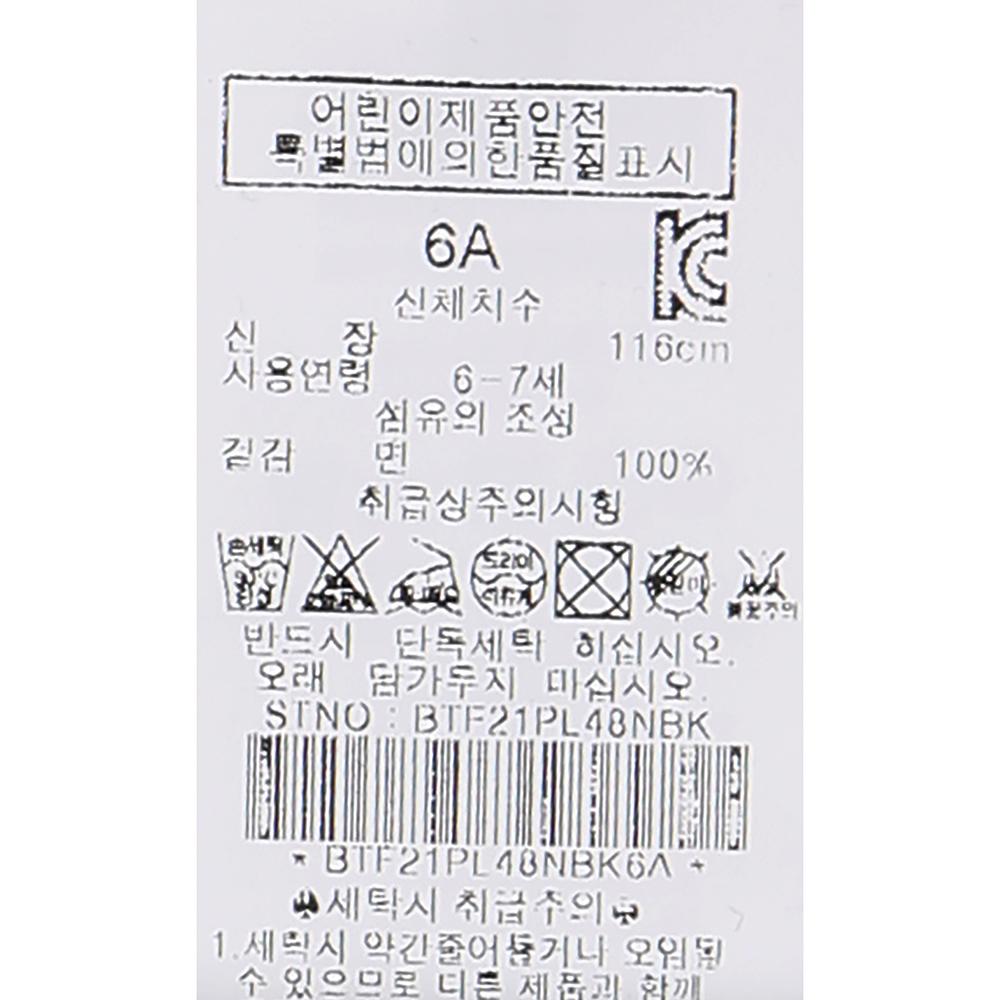 어린이제품안전
특별법에의한품질표시
6A
KC
신체치수
신 장 116cm
사용연령 6-7세
섬유의 조성
겉감 면 100%
취급상주의사항
손세탁 드라이
반드시 단독세탁 하십시오.
오래 담가두지 마십시오.
STNO : BTF21PL48NBK
* BTF21PL48NBK6A *
♠세탁시 취급주의♠
1.세탁시 약간줄어들거나 오염될
수 있으므로 다른 제품과 함께